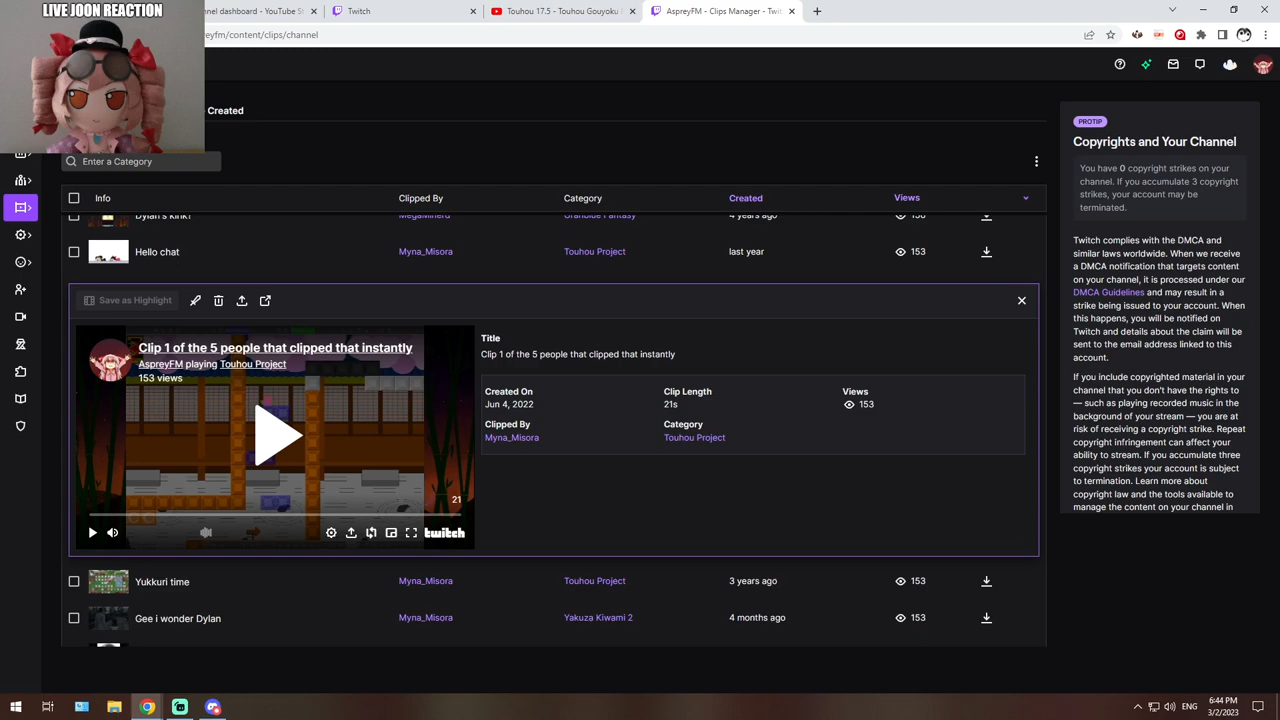 LIVE JOON REACTION
nel dashboard - YouTube S
Twitch
Touhou 17.5 - Touhou Gouyoku
AspreyFM - Clips Manager - Twit
eyfm/content/clips/channel
Created
Enter a Category
Info
Clipped By
Category
Created
Views
Dylan's kink?
MegaMinerd
Granblue Fantasy
4 years ago
156
Hello chat
Myna_Misora
Touhou Project
last year
153
Save as Highlight
Clip 1 of the 5 people that clipped that instantly
AspreyFM playing Touhou Project
153 views
21
twitch
Title
Clip 1 of the 5 people that clipped that instantly
Created On
Clip Length
Views
Jun 4, 2022
21s
153
Clipped By
Category
Myna_Misora
Touhou Project
Yukkuri time
Myna_Misora
Touhou Project
3 years ago
153
Gee i wonder Dylan
Myna_Misora
Yakuza Kiwami 2
4 months ago
153
PROTIP
Copyrights and Your Channel
You have 0 copyright strikes on
your channel. If you accumulate 3 copyright
strikes, your account may be
terminated.
Twitch complies with the DMCA and
similar laws worldwide. When we receive
a DMCA notification that targets content
on your channel, it is processed under our
DMCA Guidelines and may result in a
strike being issued to your account. When
this happens, you will be notified on
Twitch and details about the claim will be
sent to the email address linked to this
account.
If you include copyrighted material in your
channel that you don't have the rights to
— such as playing recorded music in the
background of your stream — you are at
risk of receiving a copyright strike. Repeat
copyright infringement can affect your
ability to stream. If you accumulate three
copyright strikes your account is subject
to termination. Learn more about
copyright law and the tools available to
manage the content on your channel in
6:44 PM
3/2/2023